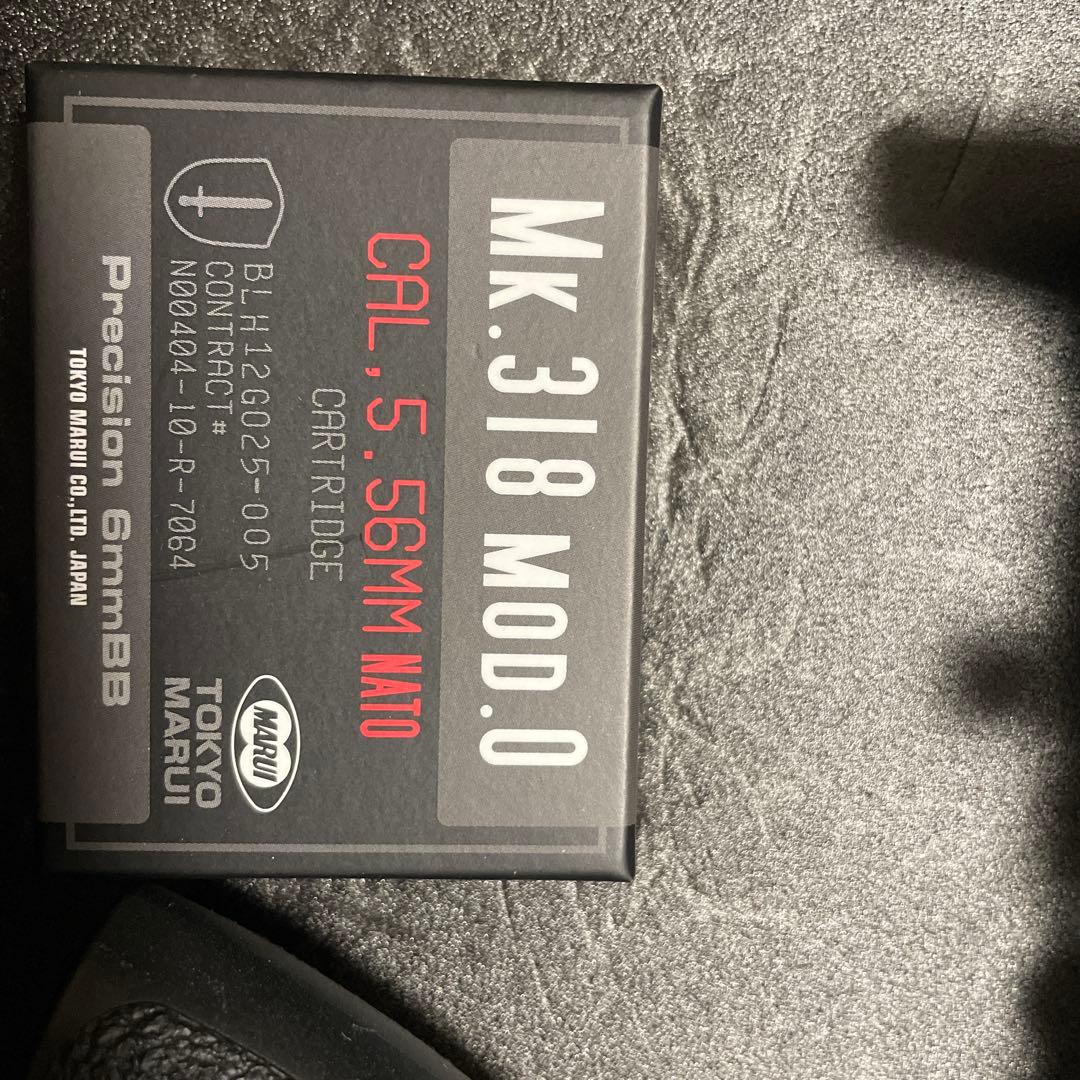 Mk.318 MOD.0
CAL, 5.56MM NATO
CARTRIDGE
BLH12G025-005
CONTRACT#
N00404-10-R-7064
MARUI
TOKYO
MARUI
Precision 6mmBB
TOKYO MARUI CO.,LTD. JAPAN